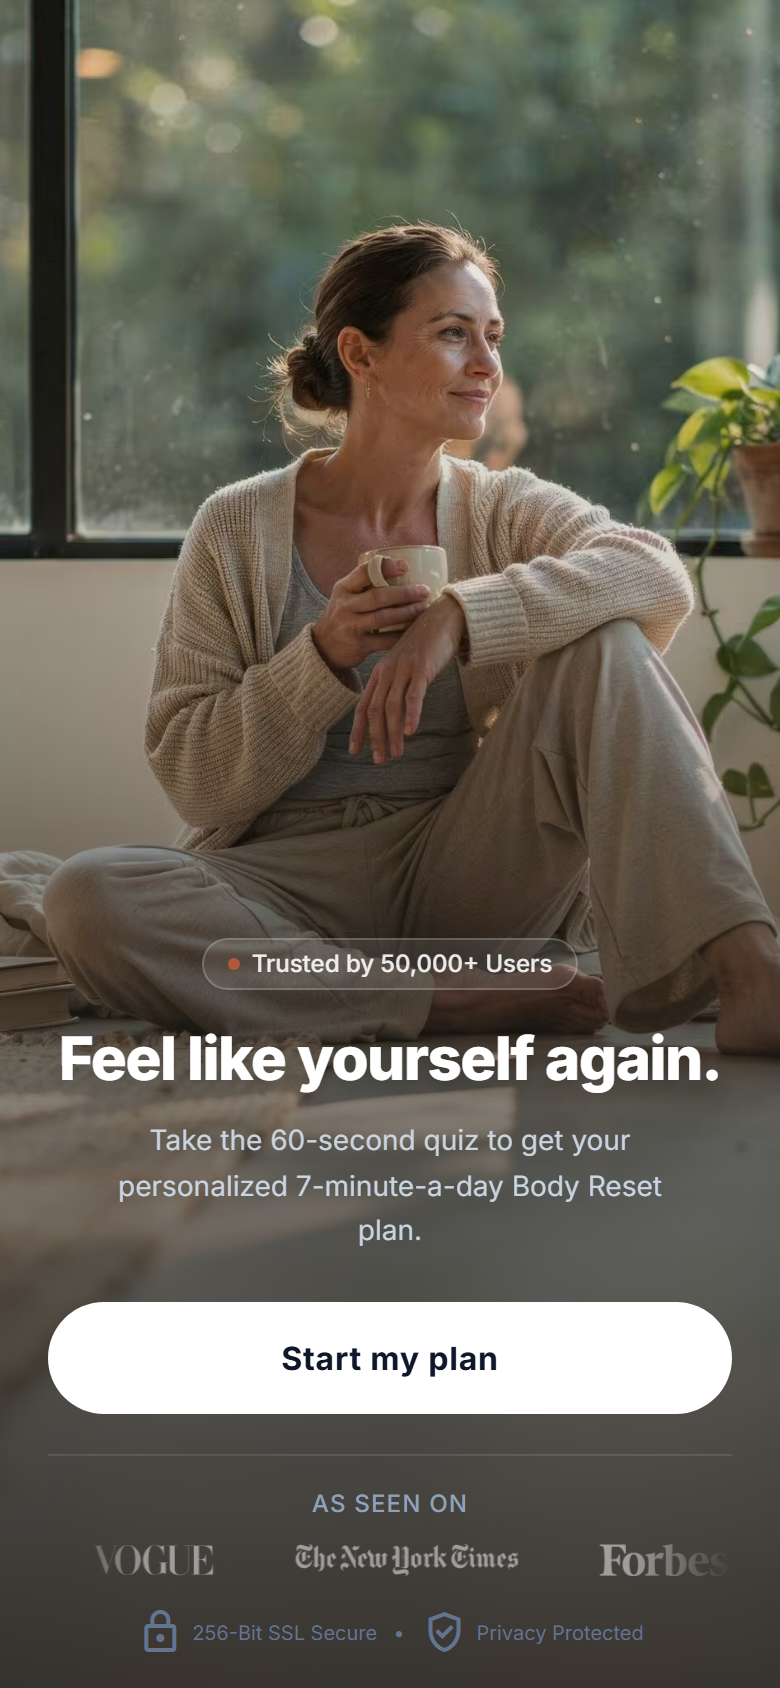 Trusted by 50,000+ Users
Feel like yourself again.
Take the 60-second quiz to get your
personalized 7-minute-a-day Body Reset
plan.
Start my plan
AS SEEN ON
VOGUE The New York Times Forbes
256-Bit SSL Secure • Privacy Protected